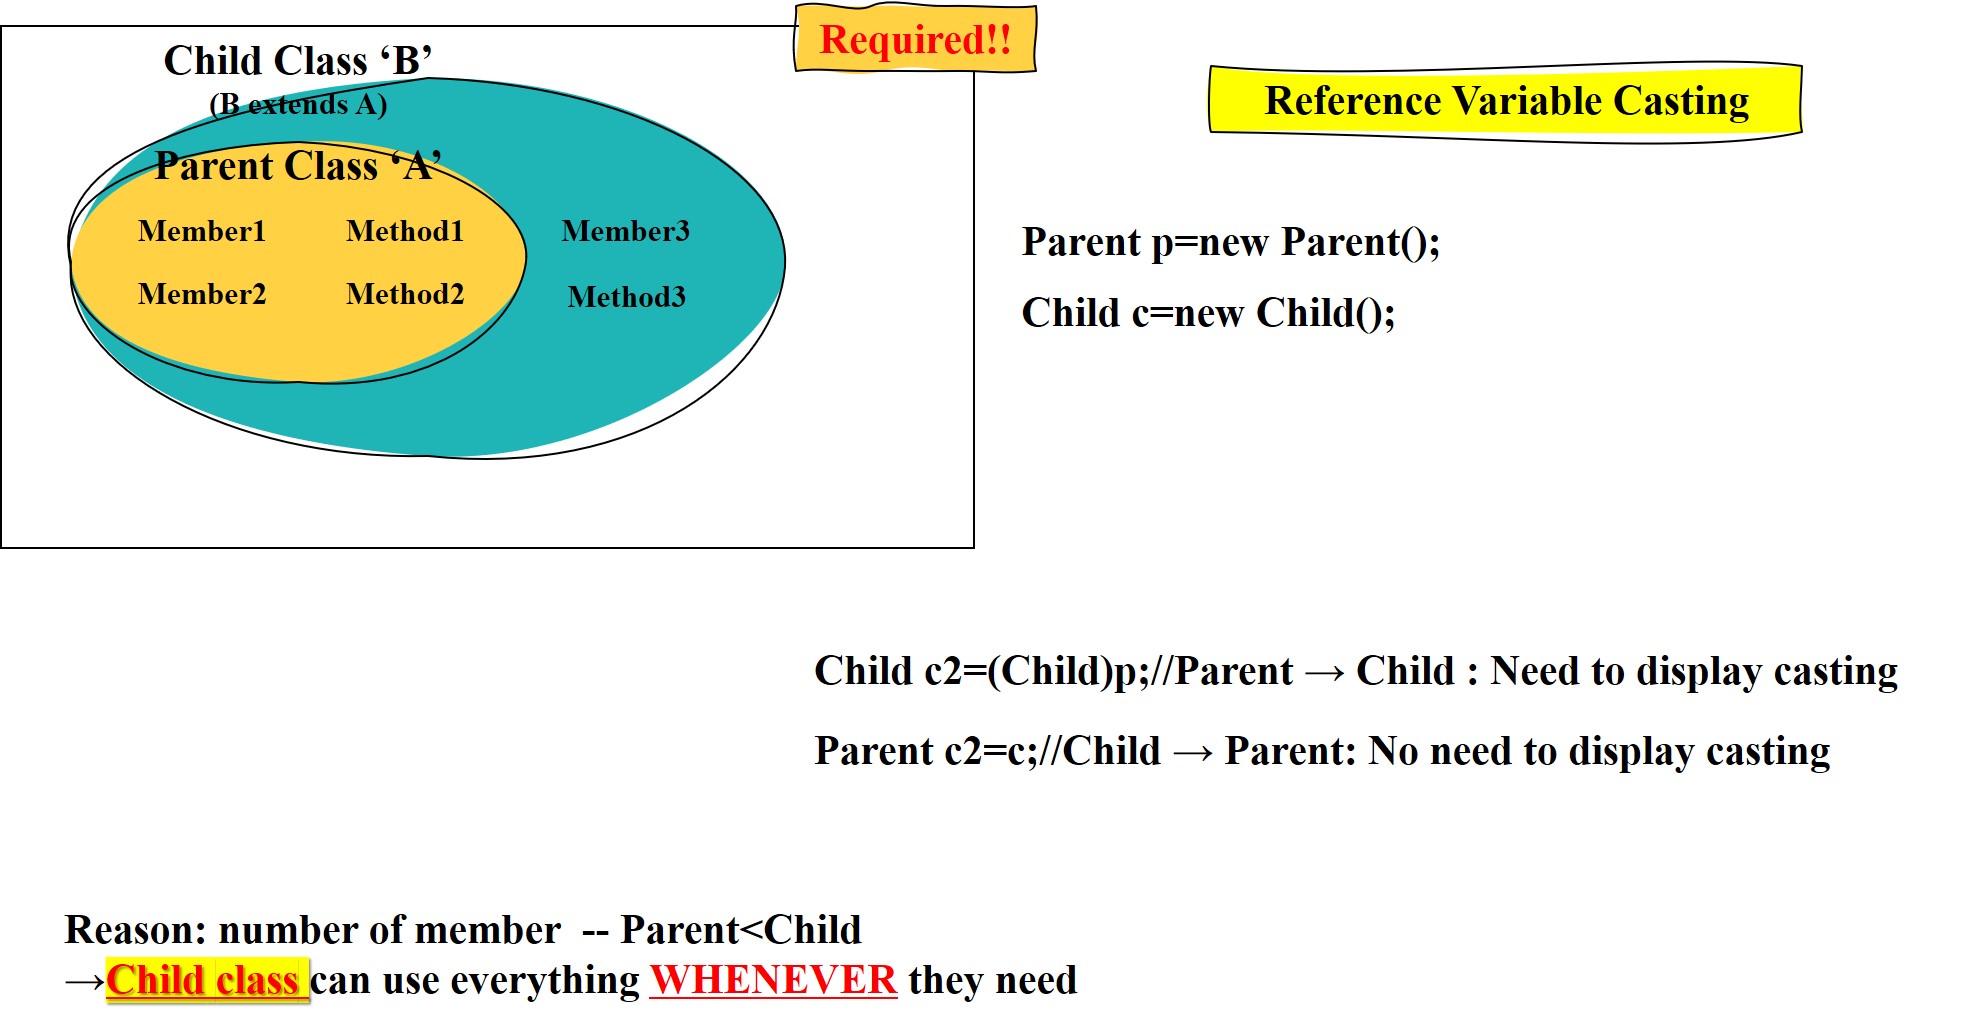 Required!!
Child Class ‘B’
(B extends A)
Parent Class ‘A’
Member1 Method1 Member3
Member2 Method2 Method3
Reference Variable Casting
Parent p=new Parent();
Child c=new Child();
Child c2=(Child)p;//Parent → Child : Need to display casting
Parent c2=c;//Child → Parent: No need to display casting
Reason: number of member -- Parent<Child
→Child class can use everything WHENEVER they need